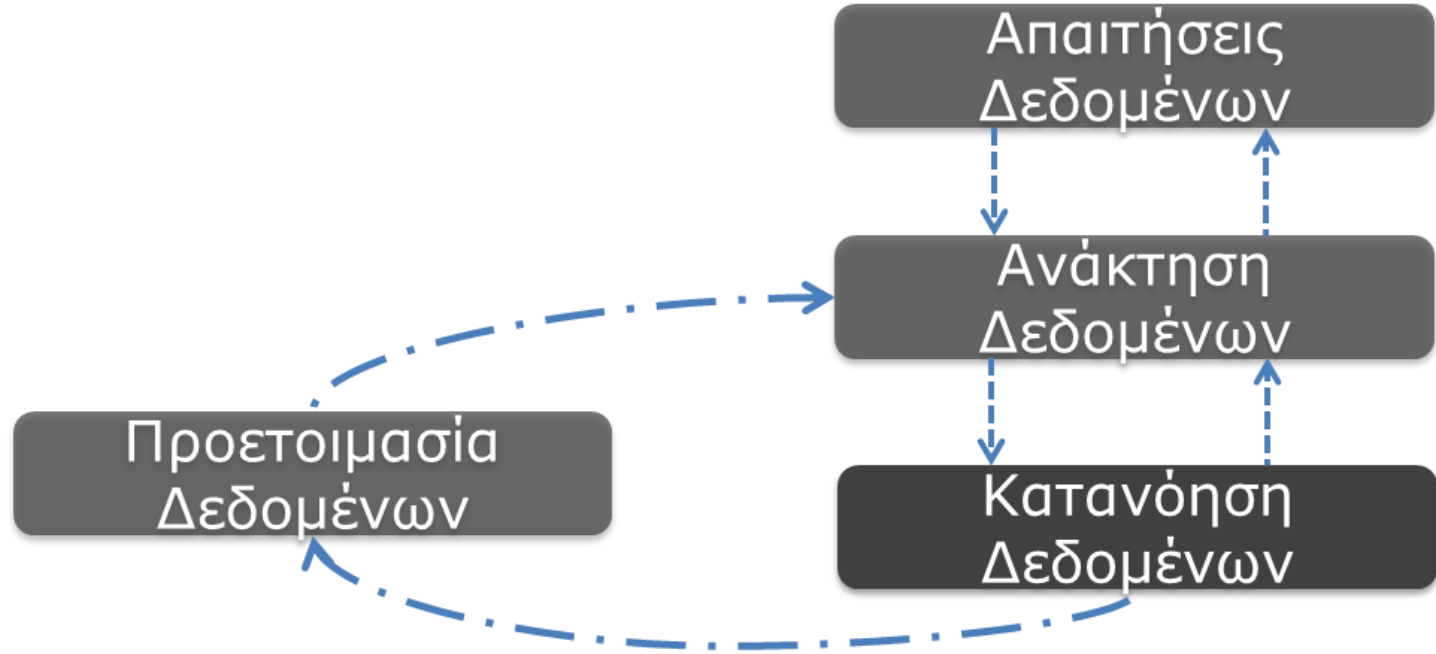 Απαιτήσεις
Δεδομένων
Ανάκτηση
Δεδομένων
Προετοιμασία
Δεδομένων
Κατανόηση
Δεδομένων